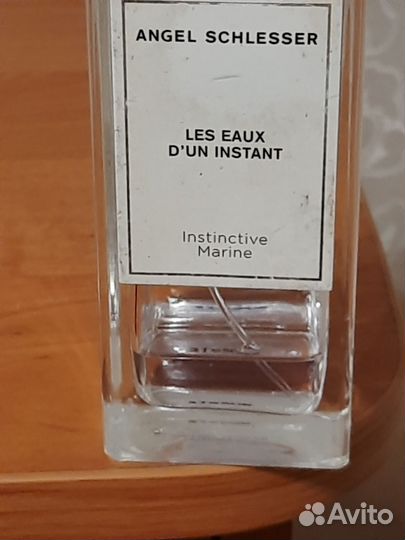 ANGEL SCHLESSER
LES EAUX
D'UN INSTANT
Instinctive
Marine
Avito